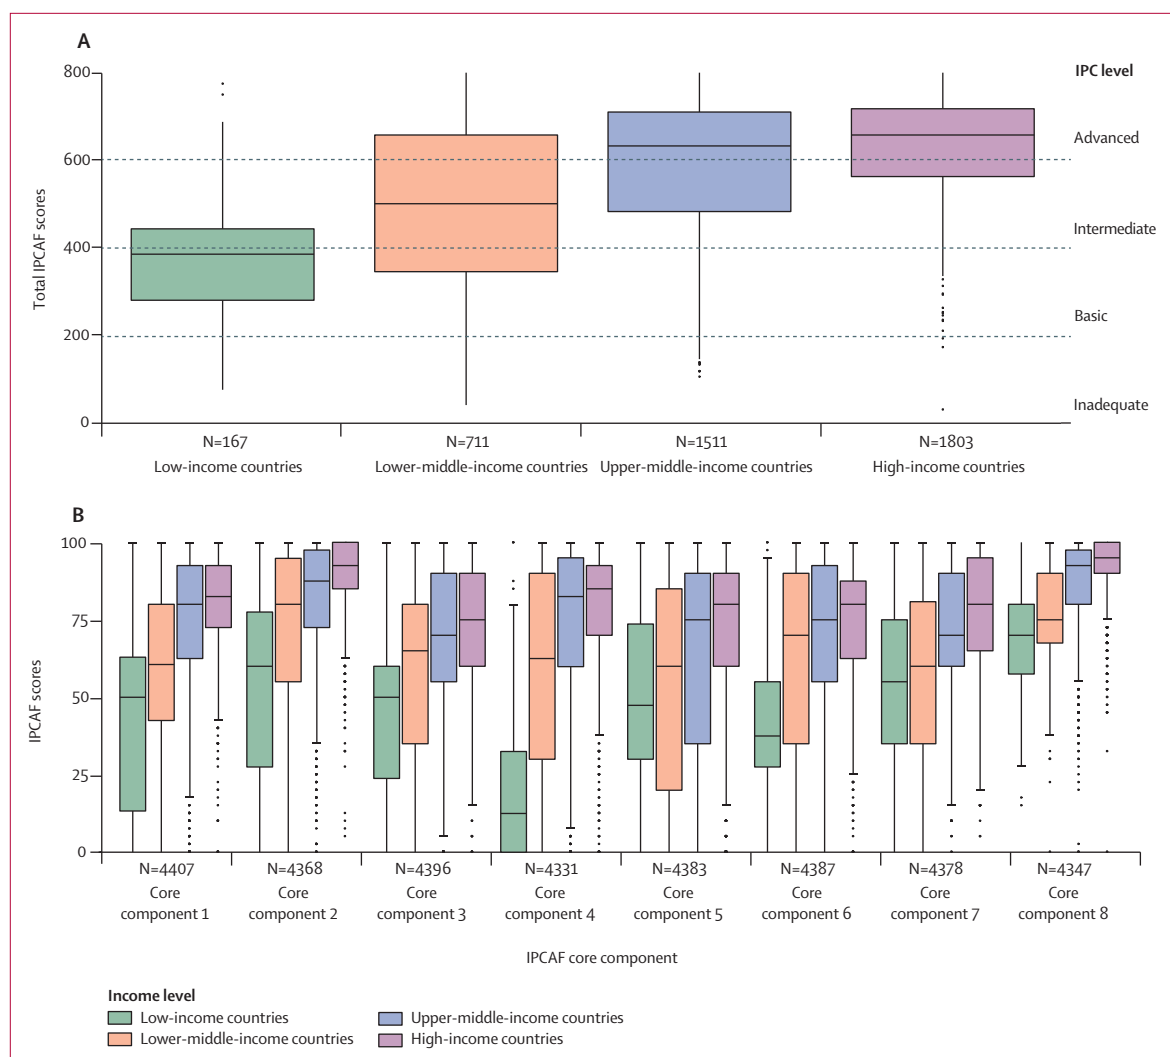 A
800
600
400
200
0
Total IPCAF scores
IPC level
Advanced
Intermediate
Basic
Inadequate
N=167
N=711
N=1511
N=1803
Low-income countries
Lower-middle-income countries
Upper-middle-income countries
High-income countries
B
100
75
50
25
0
IPCAF scores
N=4407
N=4368
N=4396
N=4331
N=4383
N=4387
N=4378
N=4347
Core
component 1
Core
component 2
Core
component 3
Core
component 4
Core
component 5
Core
component 6
Core
component 7
Core
component 8
IPCAF core component
Income level
Low-income countries
Lower-middle-income countries
Upper-middle-income countries
High-income countries